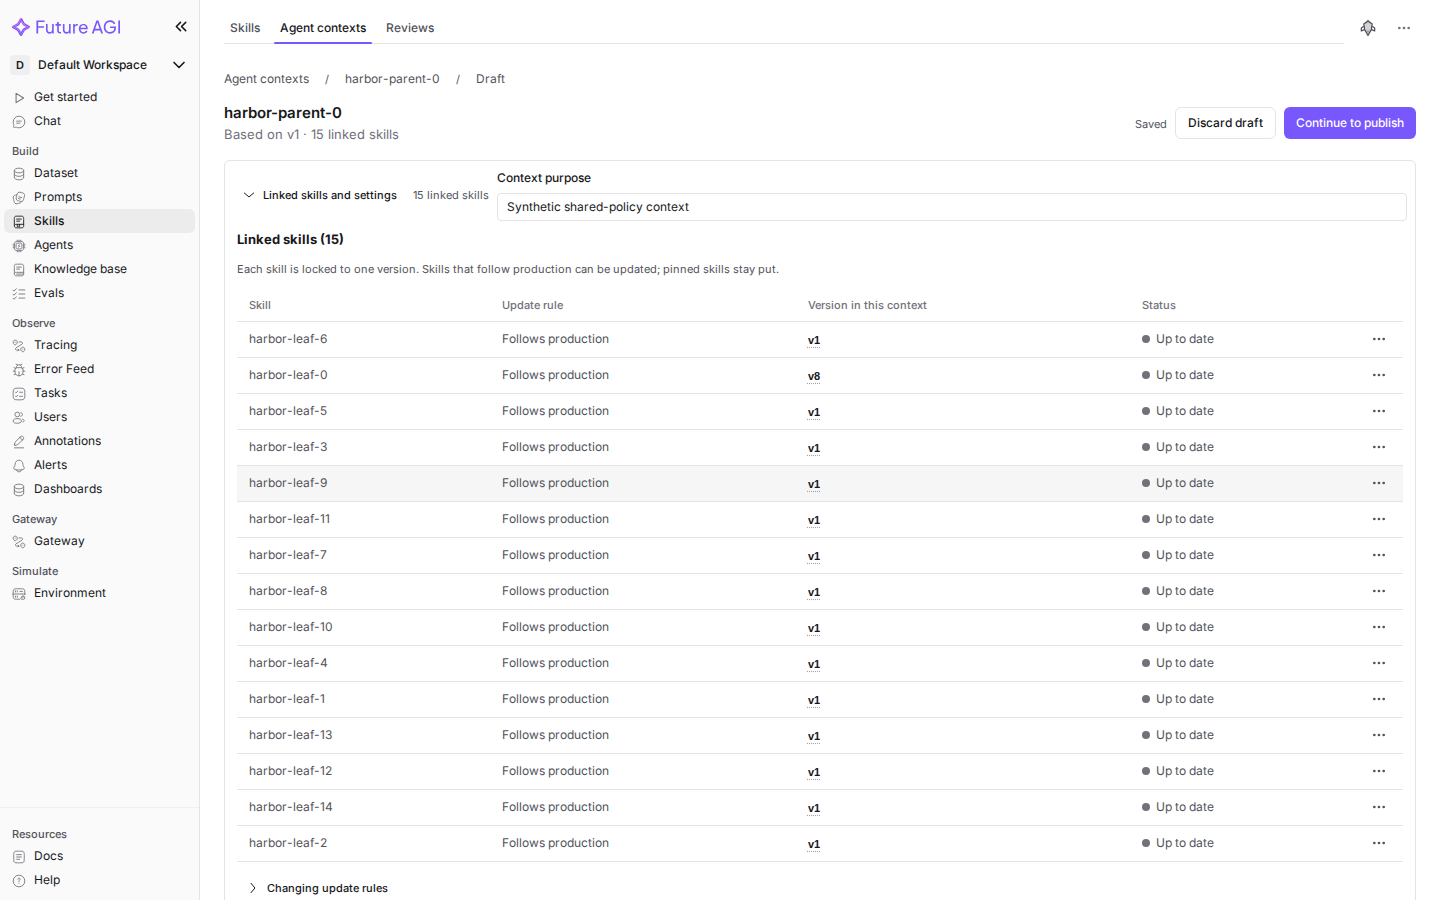 Future AGI
D Default Workspace
Get started
Chat
Build
Dataset
Prompts
Skills
Agents
Knowledge base
Evals
Observe
Tracing
Error Feed
Tasks
Users
Annotations
Alerts
Dashboards
Gateway
Gateway
Simulate
Environment
Resources
Docs
Help
Skills Agent contexts Reviews
Agent contexts / harbor-parent-0 / Draft
harbor-parent-0
Based on v1 · 15 linked skills
Saved Discard draft Continue to publish
Context purpose
Linked skills and settings 15 linked skills
Synthetic shared-policy context
Linked skills (15)
Each skill is locked to one version. Skills that follow production can be updated; pinned skills stay put.
Skill Update rule Version in this context Status
harbor-leaf-6 Follows production v1 Up to date
harbor-leaf-0 Follows production v8 Up to date
harbor-leaf-5 Follows production v1 Up to date
harbor-leaf-3 Follows production v1 Up to date
harbor-leaf-9 Follows production v1 Up to date
harbor-leaf-11 Follows production v1 Up to date
harbor-leaf-7 Follows production v1 Up to date
harbor-leaf-8 Follows production v1 Up to date
harbor-leaf-10 Follows production v1 Up to date
harbor-leaf-4 Follows production v1 Up to date
harbor-leaf-1 Follows production v1 Up to date
harbor-leaf-13 Follows production v1 Up to date
harbor-leaf-12 Follows production v1 Up to date
harbor-leaf-14 Follows production v1 Up to date
harbor-leaf-2 Follows production v1 Up to date
Changing update rules